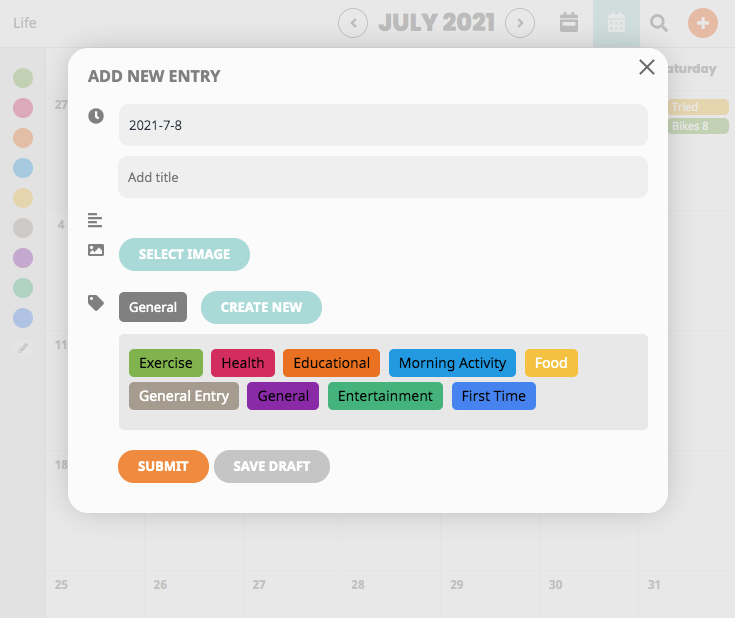 Life
JULY 2021
ADD NEW ENTRY
aturday
27
2021-7-8
Tried
Bikes 8
Add title
4
SELECT IMAGE
General
CREATE NEW
11
Exercise Health Educational Morning Activity Food
General Entry General Entertainment First Time
18
SUBMIT SAVE DRAFT
25 26 27 28 29 30 31